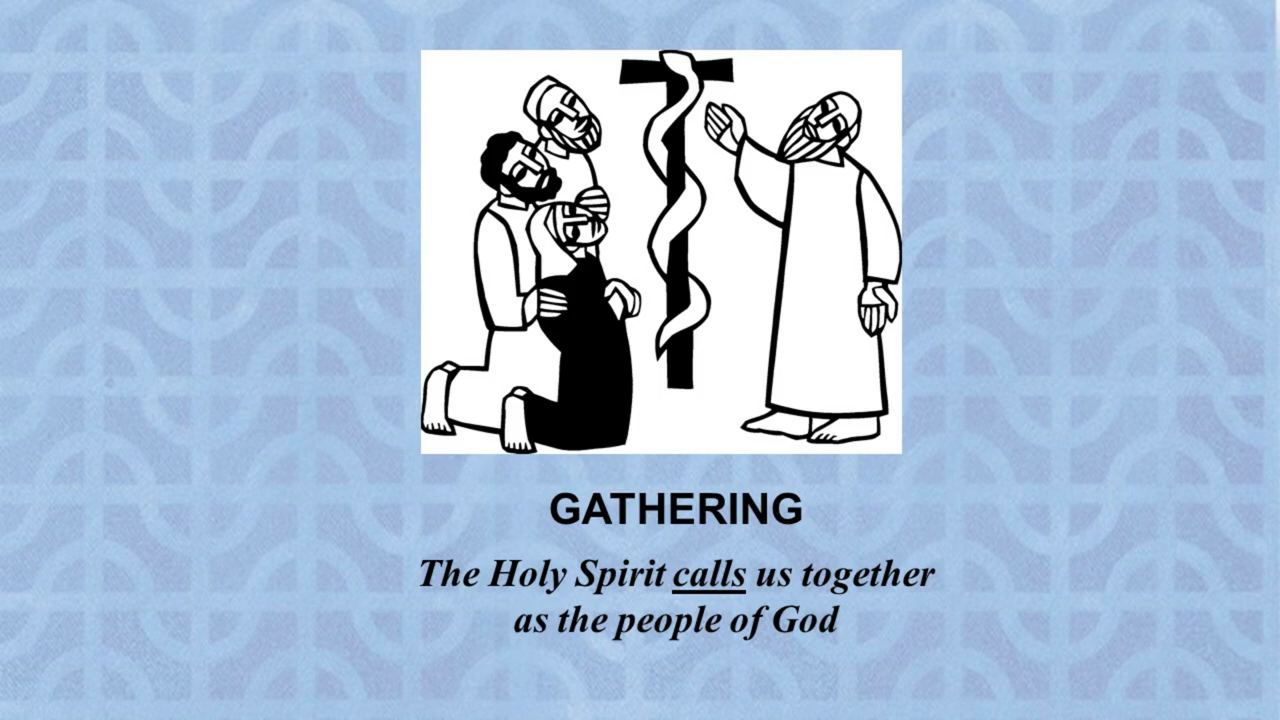 GATHERING
The Holy Spirit calls us together
as the people of God